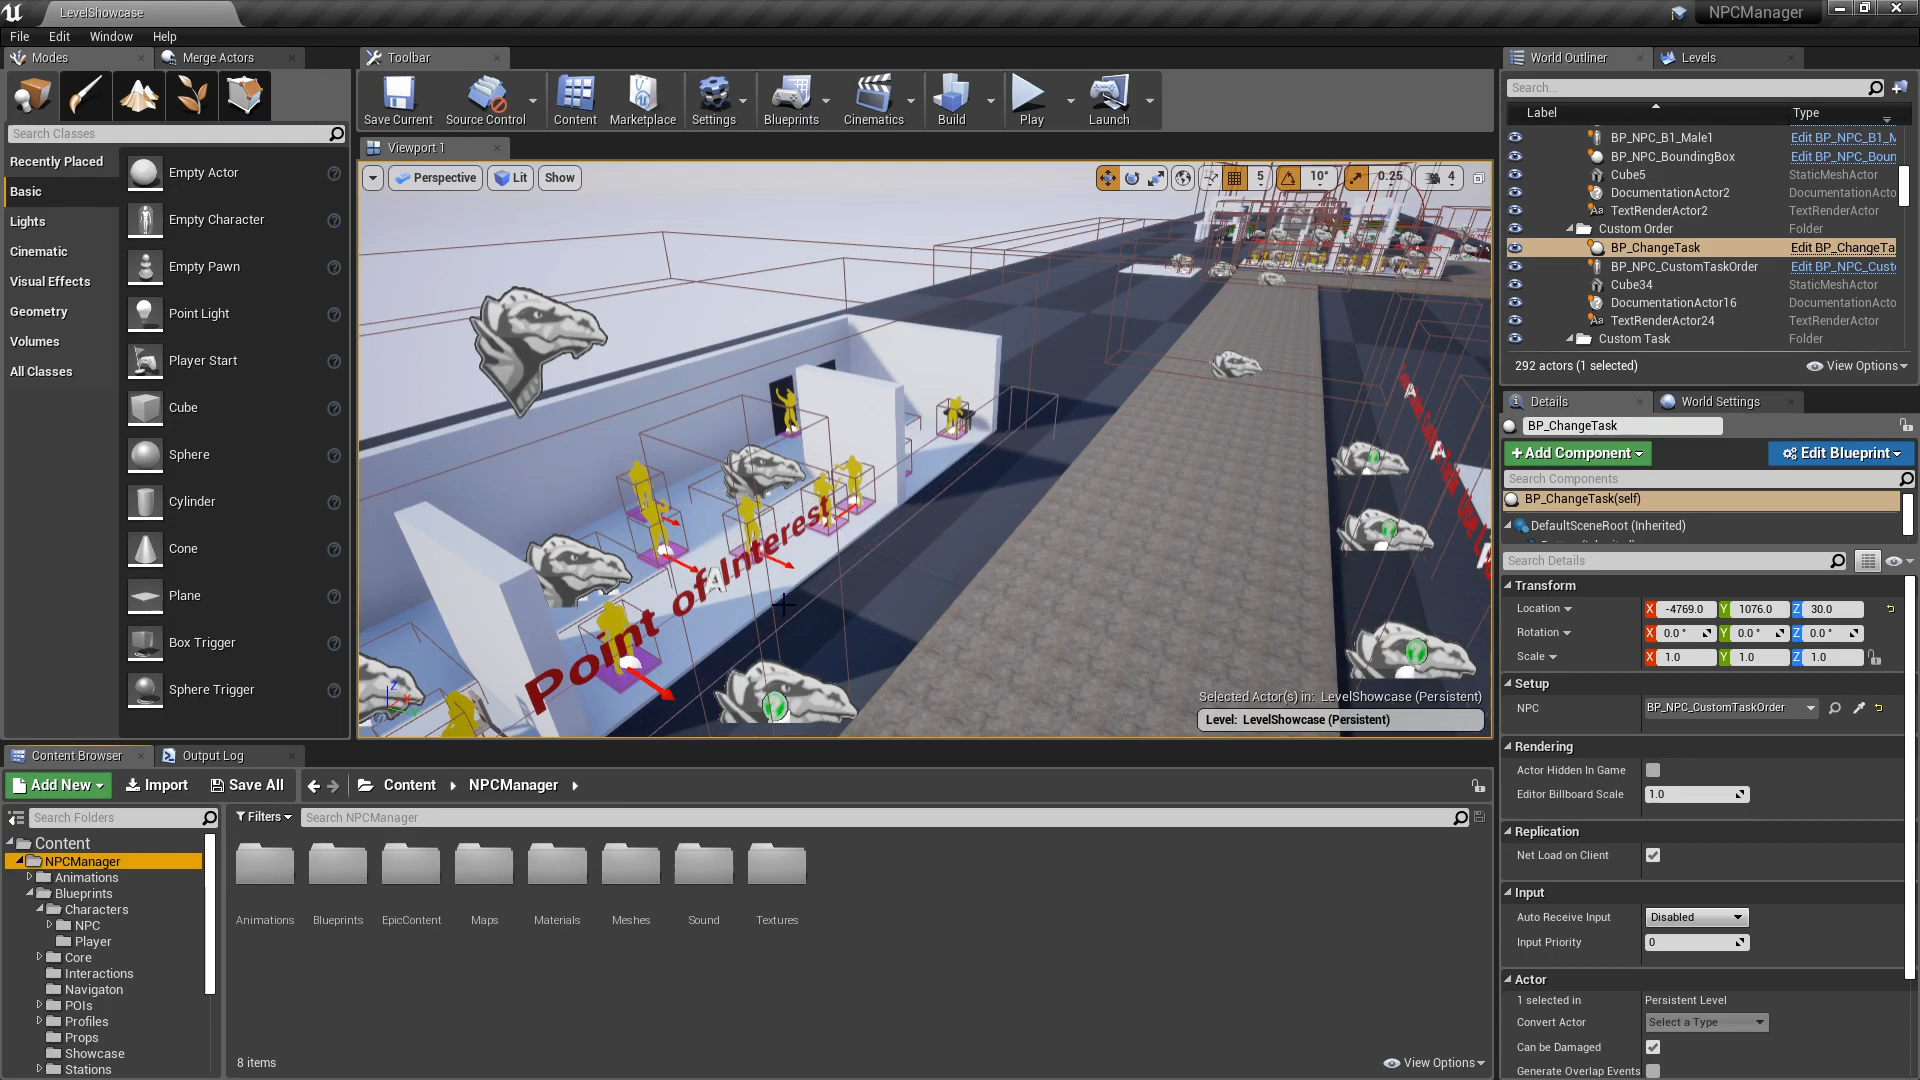 LevelShowcase
NPCManager
File Edit Window Help
Modes
Merge Actors
Toolbar
World Outliner
Levels
Save Current
Source Control
Content
Marketplace
Settings
Blueprints
Cinematics
Build
Play
Launch
Search...
Label
Type
Search Classes
Viewport 1
Recently Placed
Basic
Lights
Cinematic
Visual Effects
Geometry
Volumes
All Classes
Empty Actor
Empty Character
Empty Pawn
Point Light
Player Start
Cube
Sphere
Cylinder
Cone
Plane
Box Trigger
Sphere Trigger
Perspective
Lit
Show
5
10°
0.25
4
Point of Interest
Selected Actor(s) in: LevelShowcase (Persistent)
Level: LevelShowcase (Persistent)
BP_NPC_B1_Male1 Edit BP_NPC_B1_M
BP_NPC_BoundingBox Edit BP_NPC_Boun
Cube5 StaticMeshActor
DocumentationActor2 DocumentationActo
TextRenderActor2 TextRenderActor
Custom Order Folder
BP_ChangeTask Edit BP_ChangeTa
BP_NPC_CustomTaskOrder Edit BP_NPC_Cust
Cube34 StaticMeshActor
DocumentationActor16 DocumentationActo
TextRenderActor24 TextRenderActor
Custom Task Folder
292 actors (1 selected)
View Options
Details
World Settings
BP_ChangeTask
+Add Component
Edit Blueprint
Search Components
BP_ChangeTask(self)
DefaultSceneRoot (Inherited)
Search Details
Transform
Location X -4769.0 Y 1076.0 Z 30.0
Rotation X 0.0 ° Y 0.0 ° Z 0.0 °
Scale X 1.0 Y 1.0 Z 1.0
Setup
NPC BP_NPC_CustomTaskOrder
Rendering
Actor Hidden In Game
Editor Billboard Scale 1.0
Replication
Net Load on Client
Input
Auto Receive Input Disabled
Input Priority 0
Actor
1 selected in Persistent Level
Convert Actor Select a Type
Can be Damaged
Generate Overlap Events
Content Browser
Output Log
Add New
Import
Save All
Content
NPCManager
Search Folders
Filters
Search NPCManager
Content
NPCManager
Animations
Blueprints
Characters
NPC
Player
Core
Interactions
Navigaton
POIs
Profiles
Props
Showcase
Stations
Animations
Blueprints
EpicContent
Maps
Materials
Meshes
Sound
Textures
8 items
View Options